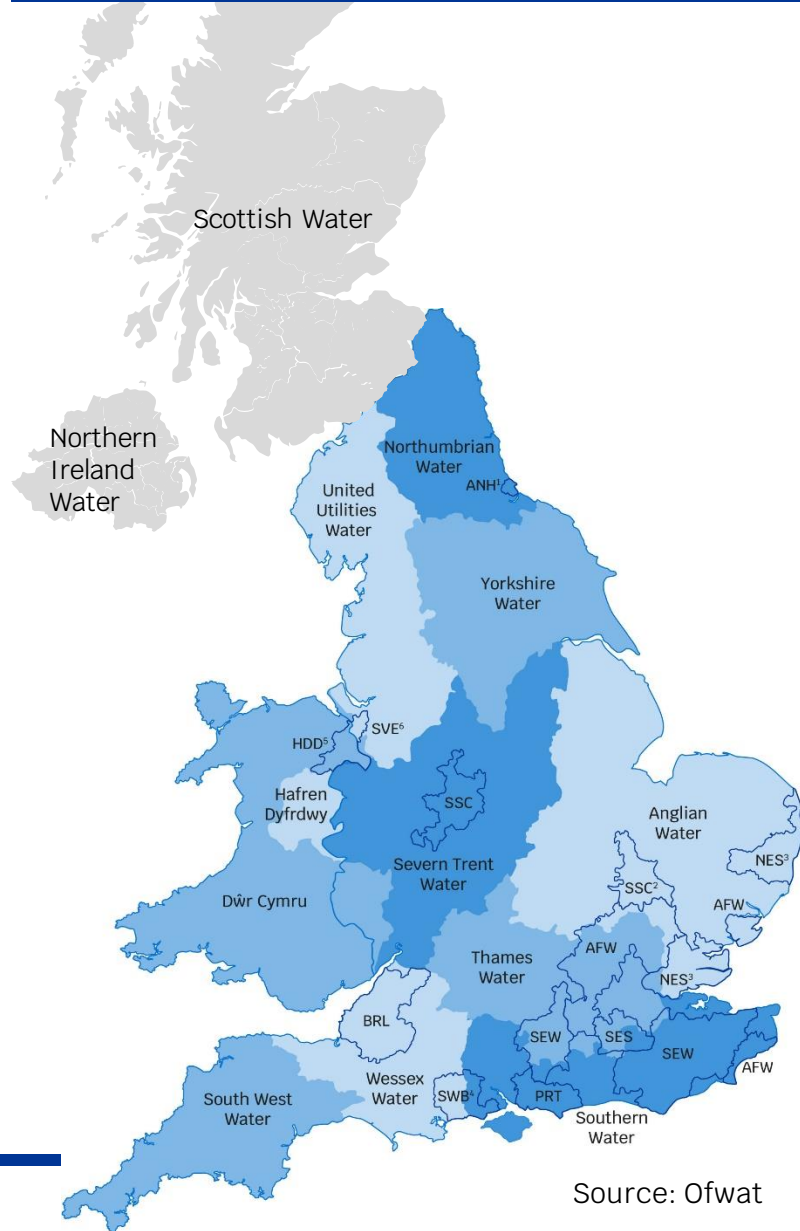 Scottish Water
Northern
Ireland
Water
Northumbrian
Water
ANH¹
United
Utilities
Water
Yorkshire
Water
SVE⁶
HDD⁵
Hafren
Dyfrdwy
SSC
Anglian
Water
NES³
Severn Trent
Water
SSC²
Dŵr Cymru
AFW
AFW
Thames
Water
NES³
BRL
SEW
SES
SEW
AFW
Wessex
Water
SWB⁴
PRT
South West
Water
Southern
Water
Source: Ofwat